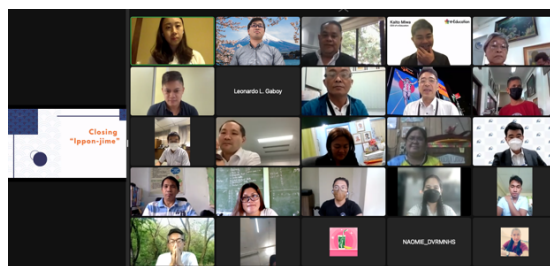 Closing
"Ippon-jime"
Leonardo L. Gaboy
NAOMIE_DVRMNHS